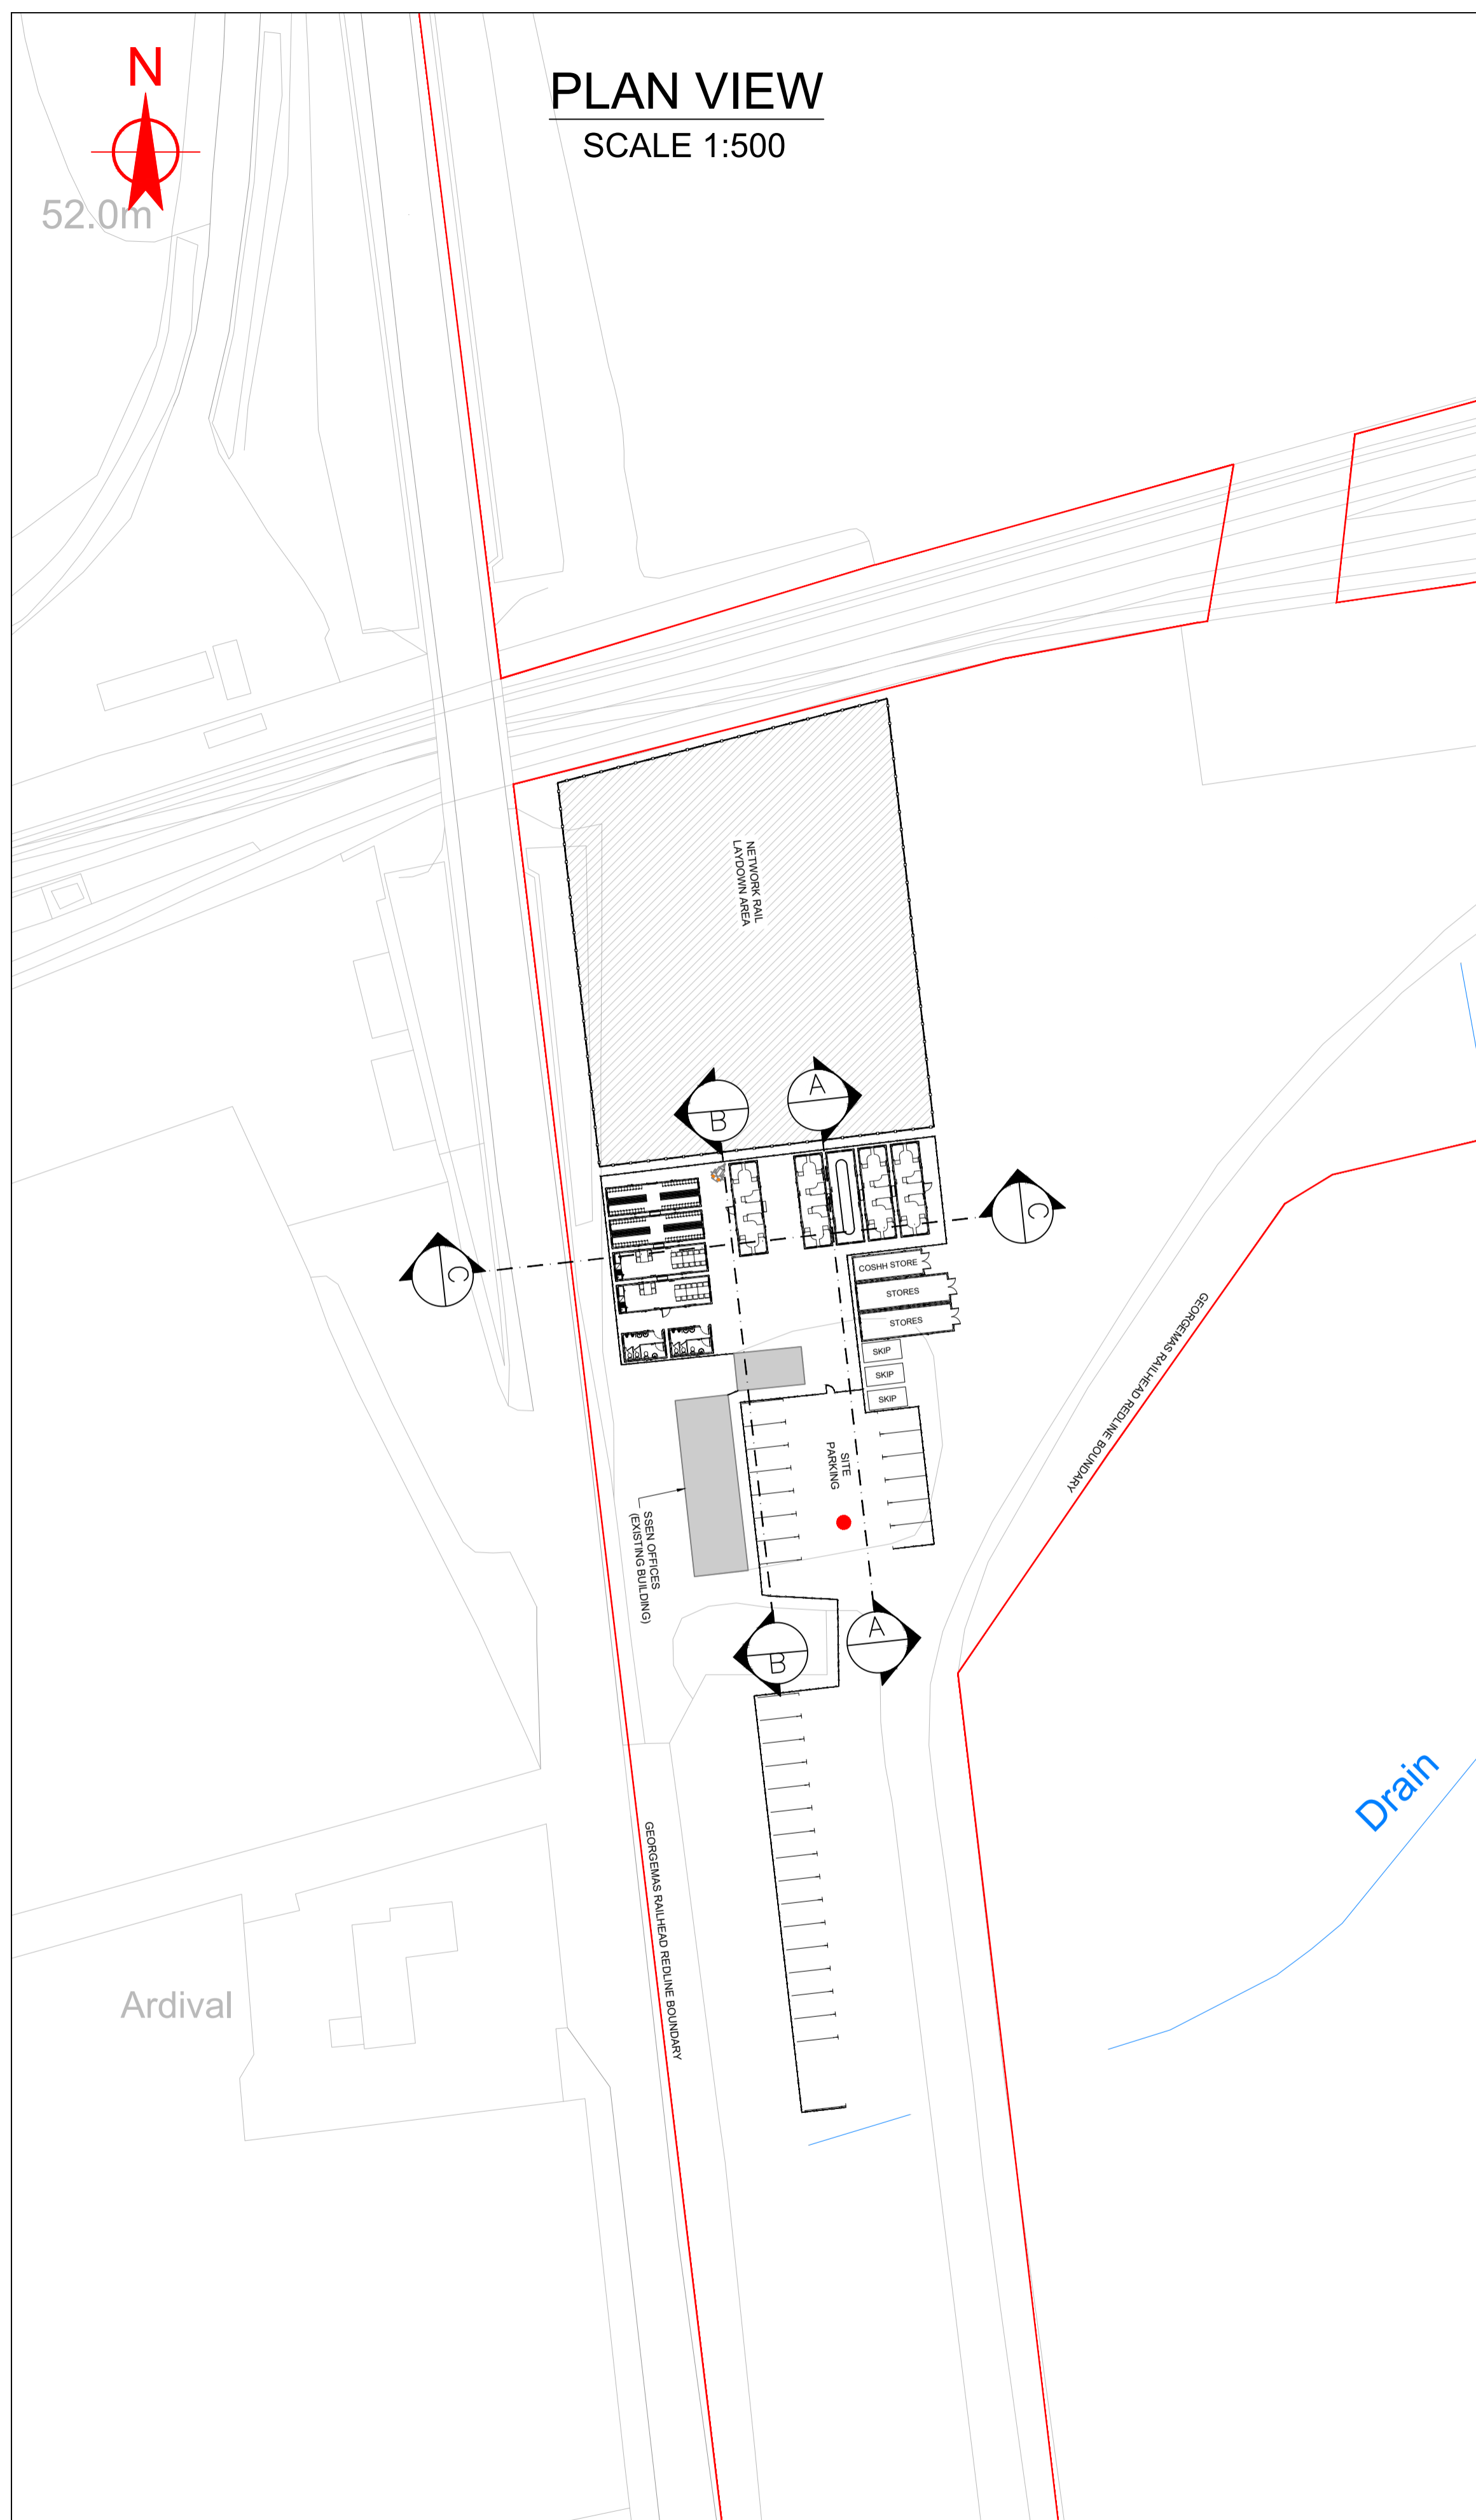 N
PLAN VIEW
SCALE 1:500
52.0m
NETWORK RAIL
LAYDOWN AREA
B
A
C
C
COSHH STORE
STORES
STORES
SKIP
SKIP
SKIP
GEORGEMAS RAILHEAD REDLINE BOUNDARY
SITE
PARKING
SSEN OFFICES
(EXISTING BUILDING)
B
A
Drain
GEORGEMAS RAILHEAD REDLINE BOUNDARY
Ardival